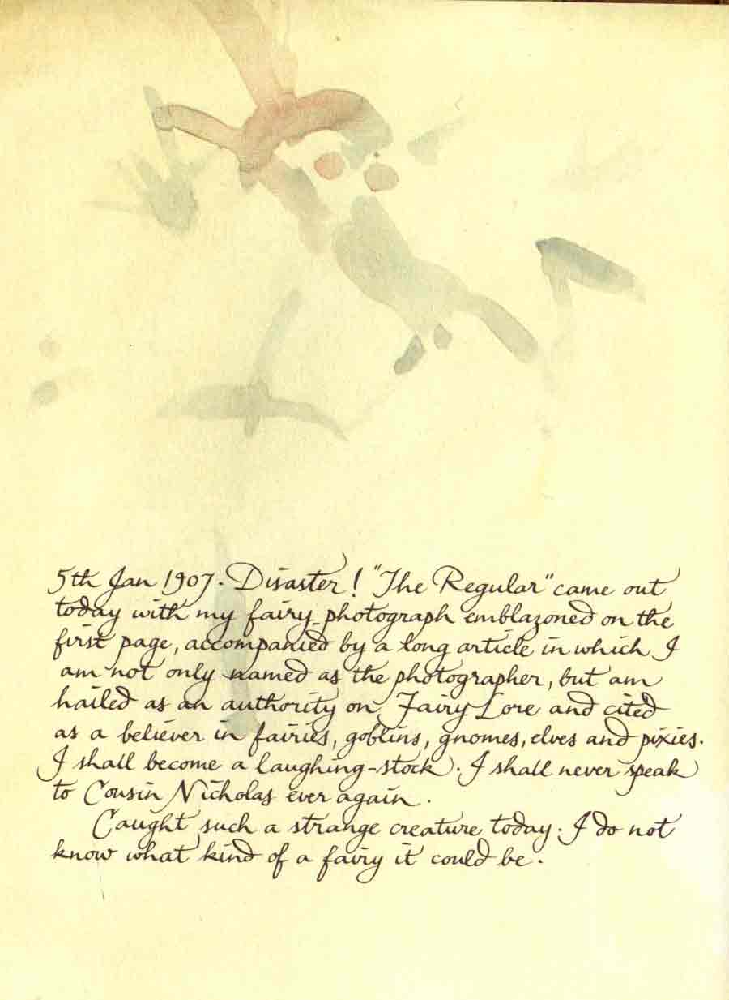 5th Jan 1907. Disaster! "The Regular" came out
today with my fairy photograph emblazoned on the
first page, accompanied by a long article in which I
am not only named as the photographer, but am
hailed as an authority on Fairy Lore and cited
as a believer in fairies, goblins, gnomes, elves and pixies.
I shall become a laughing-stock. I shall never speak
to Cousin Nicholas ever again.
Caught such a strange creature today. I do not
know what kind of a fairy it could be.